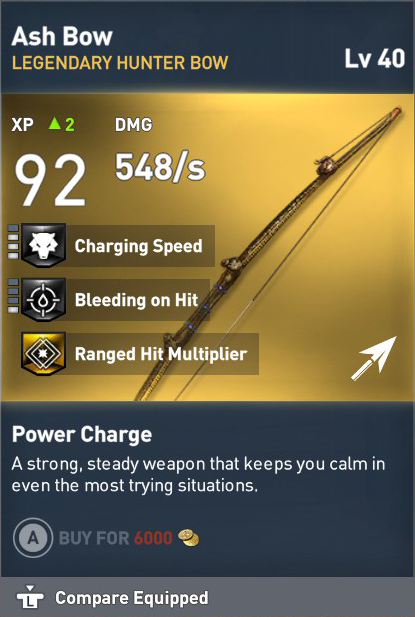 Ash Bow
LEGENDARY HUNTER BOW
Lv 40
XP 2 DMG
92 548/s
Charging Speed
Bleeding on Hit
Ranged Hit Multiplier
Power Charge
A strong, steady weapon that keeps you calm in
even the most trying situations.
A BUY FOR 6000
L Compare Equipped